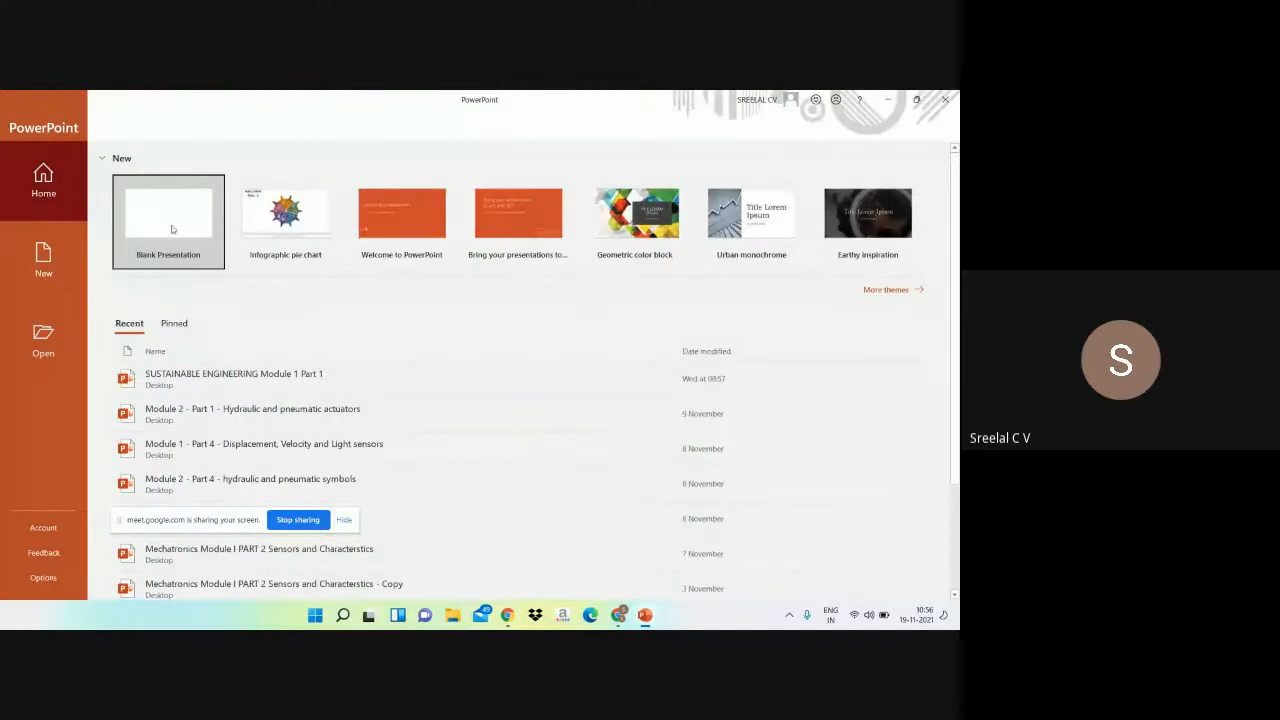 PowerPoint
SREELAL CV
?
PowerPoint
Home
New
Open
Account
Feedback
Options
New
Blank Presentation
Infographic pie chart
Welcome to PowerPoint
Bring your presentations to...
Geometric color block
Title Lorem
Ipsum
Urban monochrome
Title Lorem Ipsum
Earthy inspiration
More themes
Recent
Pinned
Name
Date modified
SUSTAINABLE ENGINEERING Module 1 Part 1
Desktop
Wed at 08:57
Module 2 - Part 1 - Hydraulic and pneumatic actuators
Desktop
9 November
Module 1 - Part 4 - Displacement, Velocity and Light sensors
Desktop
8 November
Module 2 - Part 4 - hydraulic and pneumatic symbols
Desktop
meet.google.com is sharing your screen.
Stop sharing
Hide
8 November
Mechatronics Module I PART 2 Sensors and Characterstics
Desktop
7 November
Mechatronics Module I PART 2 Sensors and Characterstics - Copy
Desktop
3 November
49
ENG
IN
10:56
19-11-2021
S
Sreelal C V